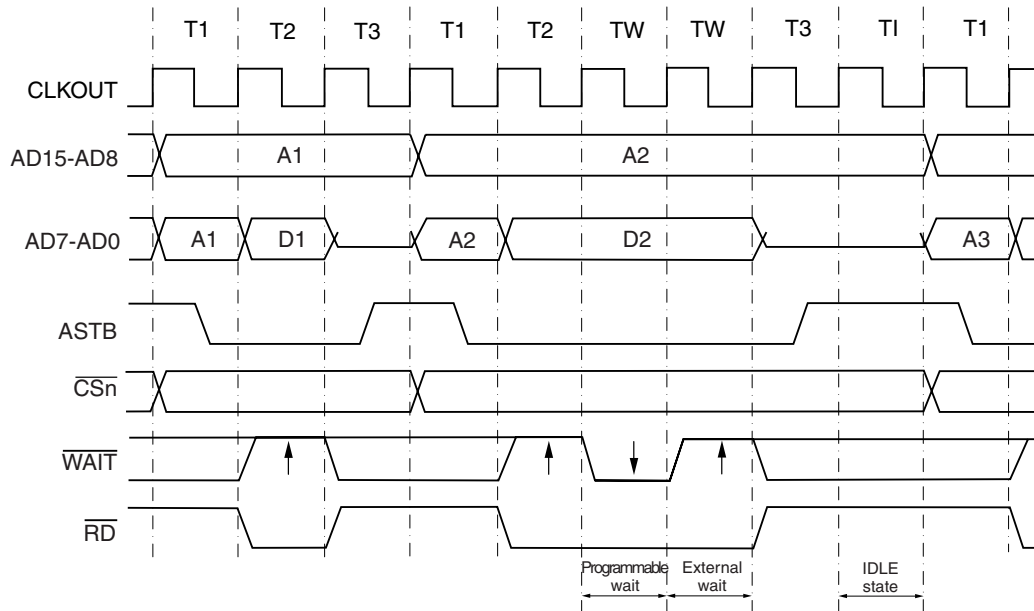 T1 T2 T3 T1 T2 TW TW T3 TI T1
CLKOUT
AD15-AD8 A1 A2
AD7-AD0 A1 D1 A2 D2 A3
ASTB
CSn
WAIT
RD
Programmable wait
External wait
IDLE state